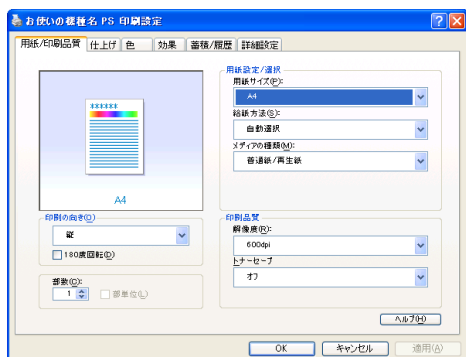 お使いの機種名 PS 印刷設定
用紙/印刷品質 仕上げ 色 効果 蓄積/履歴 詳細設定
******
A4
用紙設定/選択
用紙サイズ(P):
A4
給紙方法(S):
自動選択
メディアの種類(M):
普通紙/再生紙
印刷の向き(O)
縦
180度回転(D)
部数(C):
1 部単位(L)
印刷品質
解像度(R):
600dpi
トナーセーブ
オフ
ヘルプ(H)
OK キャンセル 適用(A)